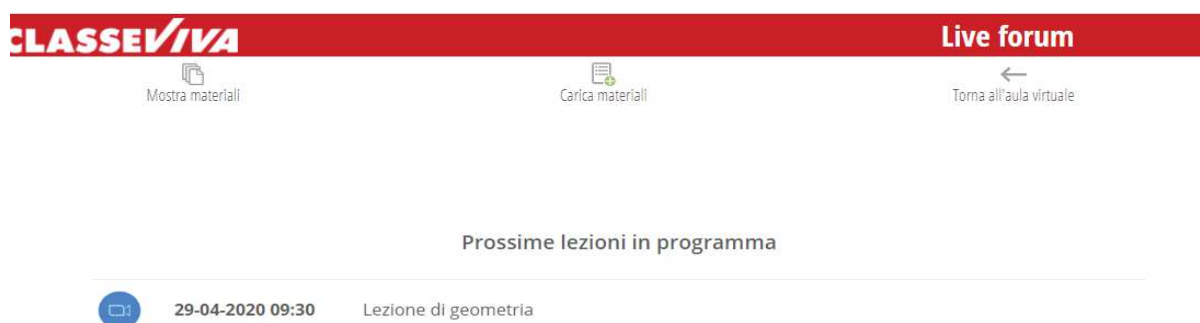 CLASSEVIVA
Live forum
Mostra materiali
Carica materiali
Torna all'aula virtuale
Prossime lezioni in programma
29-04-2020 09:30 Lezione di geometria